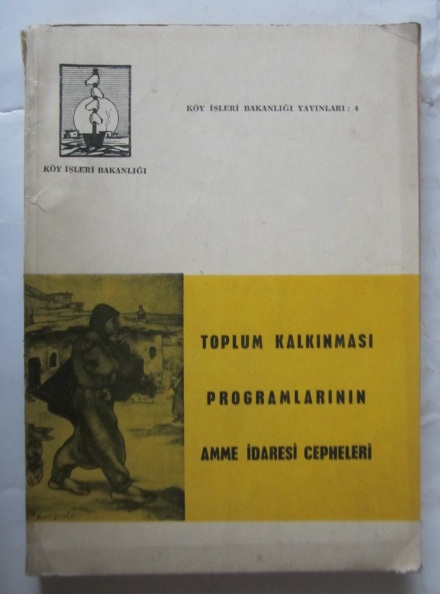 KÖY İŞLERİ BAKANLIĞI YAYINLARI : 4
KÖY İŞLERİ BAKANLIĞI
TOPLUM KALKINMASI
PROGRAMLARININ
AMME İDARESİ CEPHELERİ